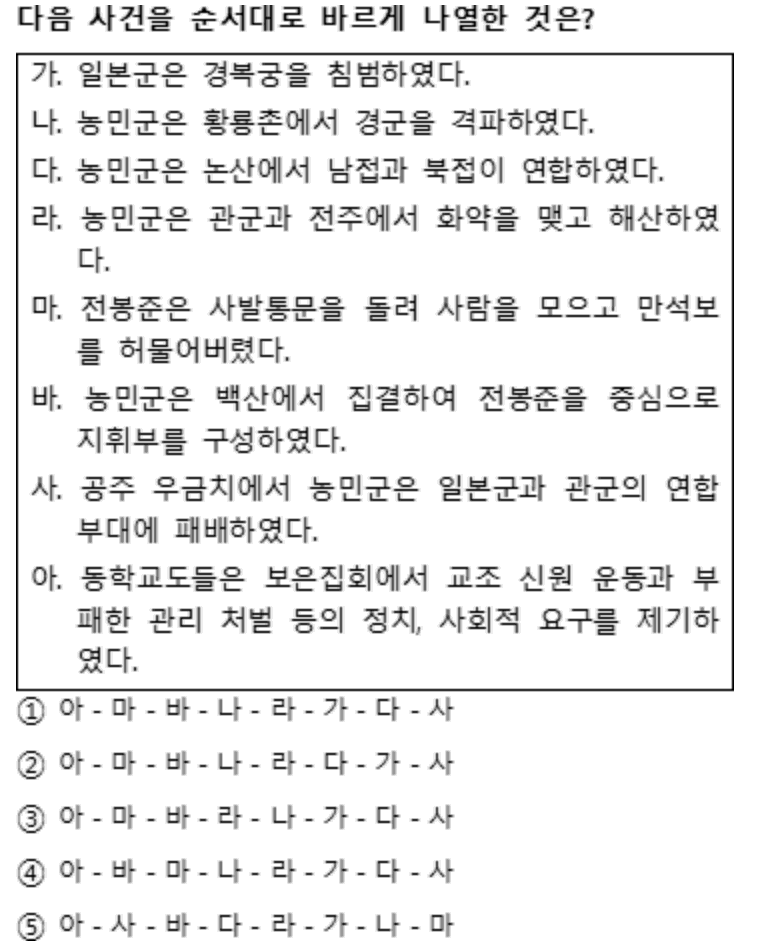 다음 사건을 순서대로 바르게 나열한 것은?
가. 일본군은 경복궁을 침범하였다.
나. 농민군은 황룡촌에서 경군을 격파하였다.
다. 농민군은 논산에서 남접과 북접이 연합하였다.
라. 농민군은 관군과 전주에서 화약을 맺고 해산하였
다.
마. 전봉준은 사발통문을 돌려 사람을 모으고 만석보
를 허물어버렸다.
바. 농민군은 백산에서 집결하여 전봉준을 중심으로
지휘부를 구성하였다.
사. 공주 우금치에서 농민군은 일본군과 관군의 연합
부대에 패배하였다.
아. 동학교도들은 보은집회에서 교조 신원 운동과 부
패한 관리 처벌 등의 정치, 사회적 요구를 제기하
였다.
① 아 - 마 - 바 - 나 - 라 - 가 - 다 - 사
② 아 - 마 - 바 - 나 - 라 - 다 - 가 - 사
③ 아 - 마 - 바 - 라 - 나 - 가 - 다 - 사
④ 아 - 바 - 마 - 나 - 라 - 가 - 다 - 사
⑤ 아 - 사 - 바 - 다 - 라 - 가 - 나 - 마